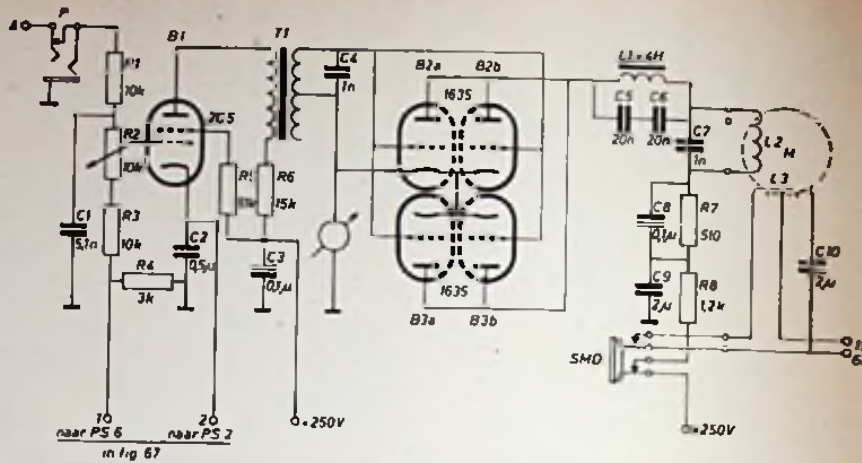 A
P
R1
10k
R2
10k
R3
10k
C1
5,1n
R4
3k
B1
7C5
C2
0,5µ
T1
R6
15k
C3
0,1µ
C4
1n
B2a
B2b
1635
1635
B3a
B3b
L1=4H
C5
20n
C6
20n
C7
1n
L2
M
L3
C8
0,1µ
R7
510
C9
2µ
R8
1,2k
C10
2µ
SMO
1
naar PS 6
2
naar PS 2
in fig 67
+250V
+250V